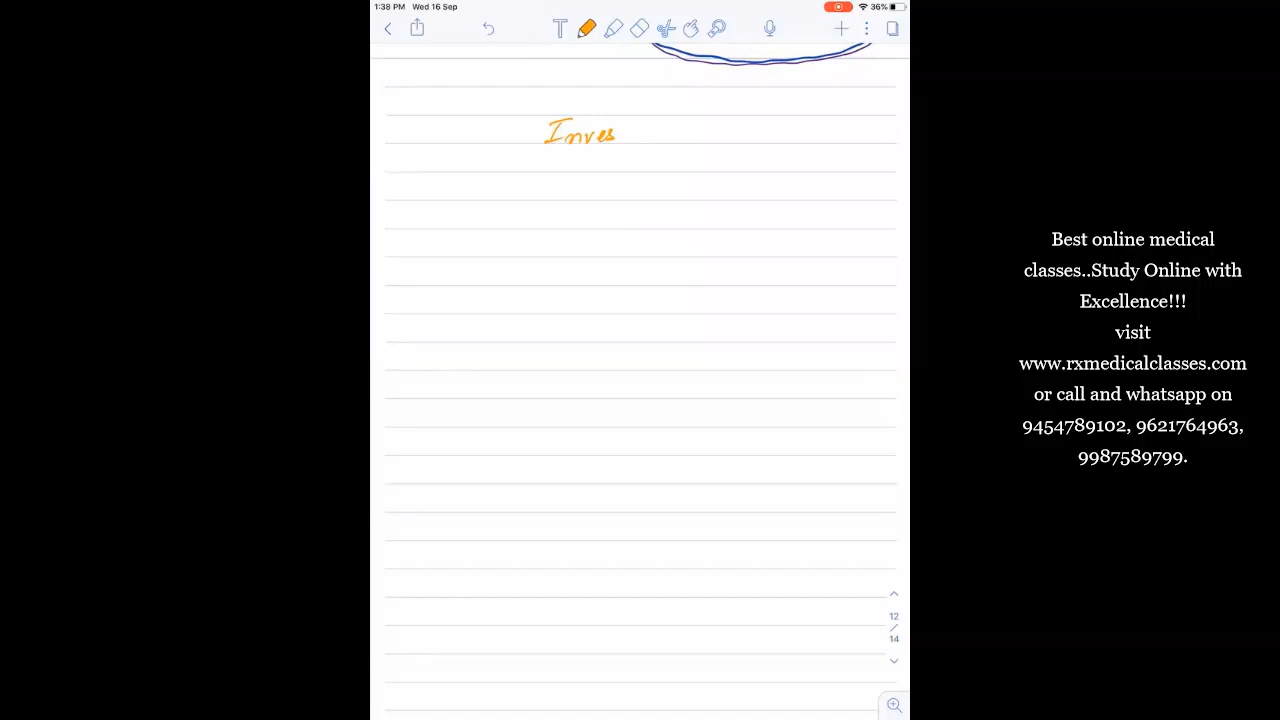 1:38 PM Wed 16 Sep
36%
T
Inves
12
/
14
Best online medical
classes..Study Online with
Excellence!!!
visit
www.rxmedicalclasses.com
or call and whatsapp on
9454789102, 9621764963,
9987589799.